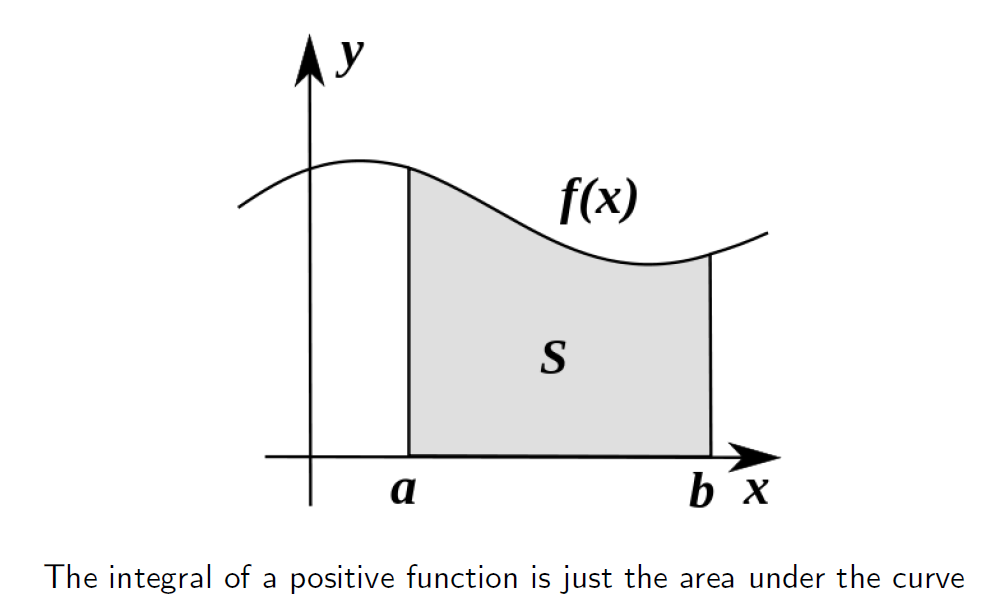 y
f(x)
S
a
b
x
The integral of a positive function is just the area under the curve